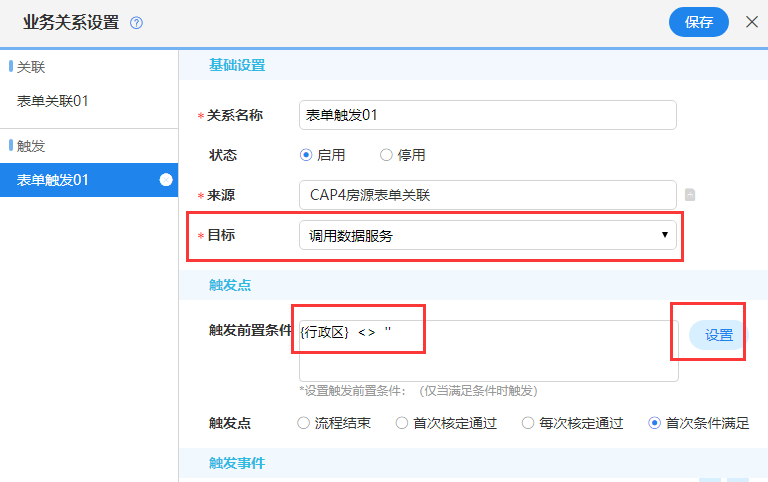 业务关系设置 ? 保存
关联
表单关联01
触发
表单触发01
基础设置
*关系名称 表单触发01
状态 启用 停用
*来源 CAP4房源表单关联
*目标 调用数据服务
触发点
触发前置条件 {行政区} <> '' 设置
*设置触发前置条件: (仅当满足条件时触发)
触发点 流程结束 首次核定通过 每次核定通过 首次条件满足
触发事件